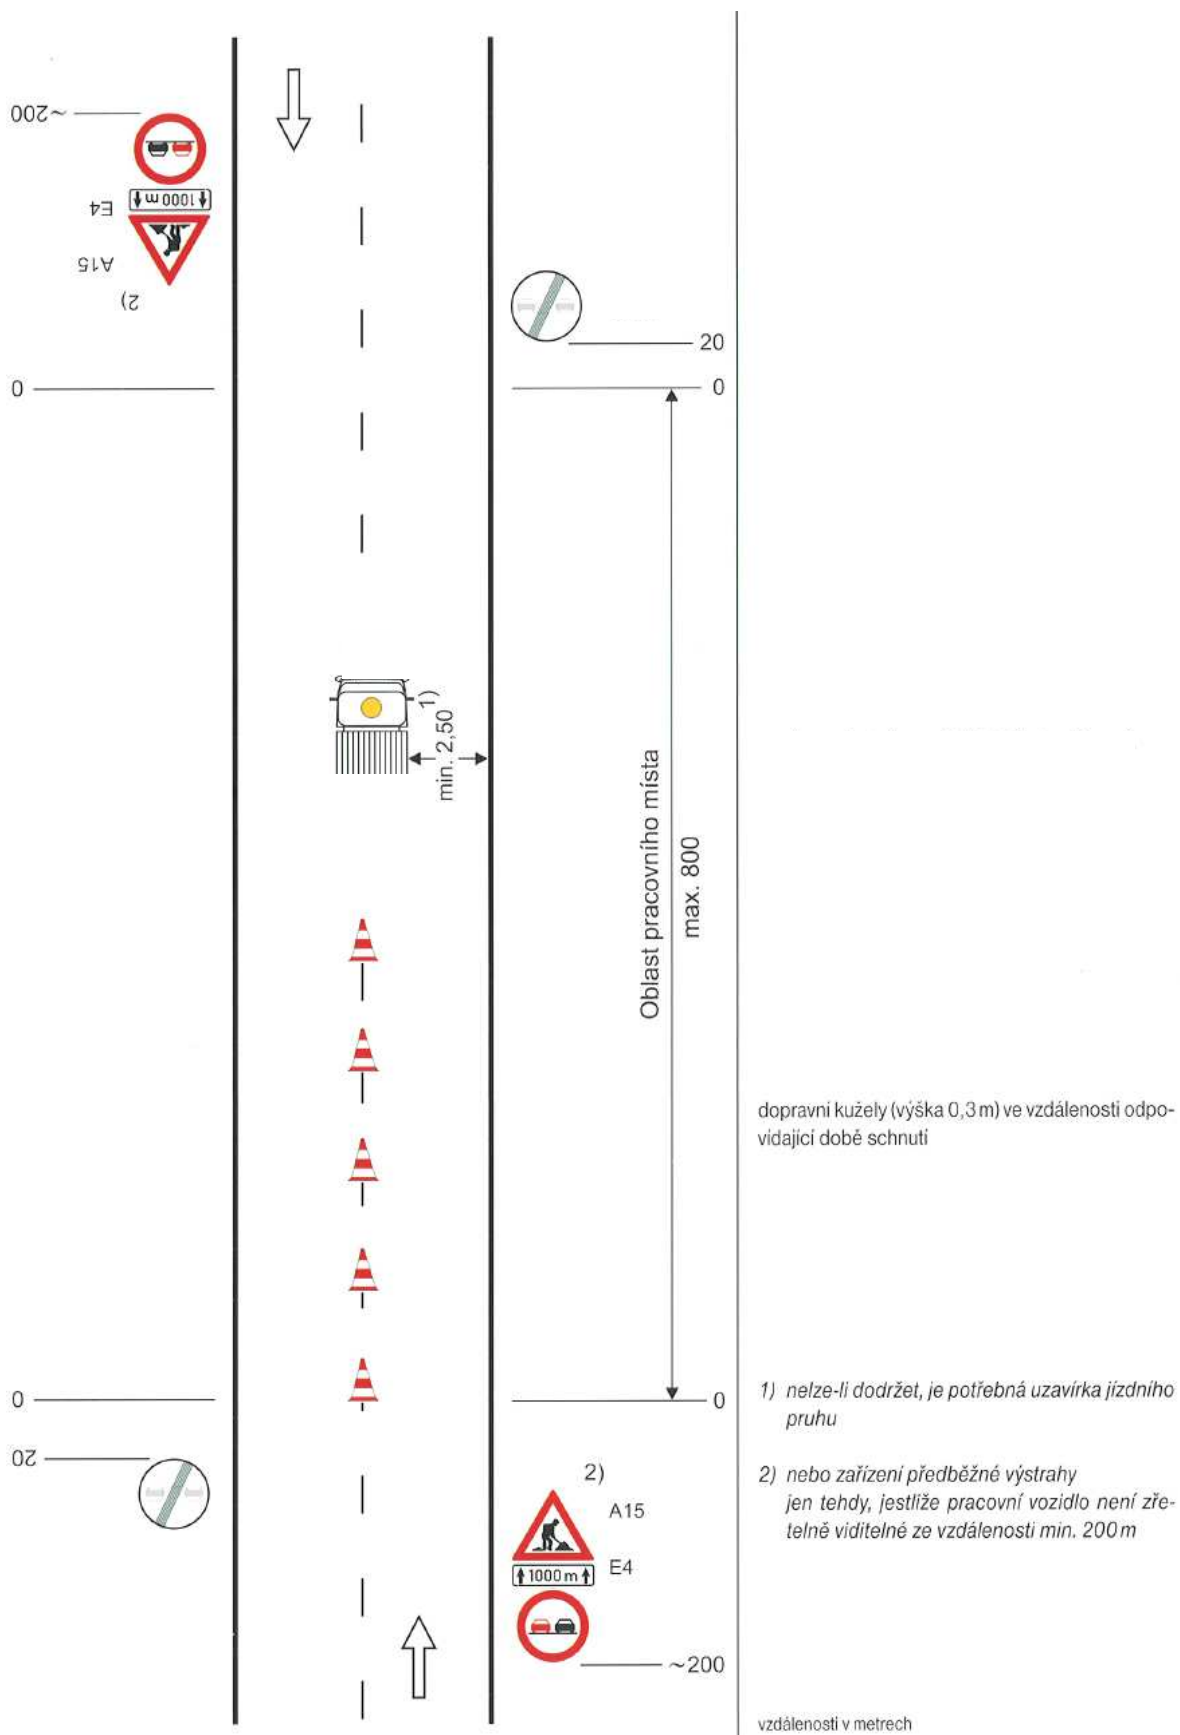 ~200
1000 m
E4
A15
2)
20
0
0
1)
min. 2,50
Oblast pracovního místa
max. 800
dopravní kužely (výška 0,3 m) ve vzdálenosti odpo-
vídající době schnutí
0
0
1) nelze-li dodržet, je potřebná uzavírka jízdního
pruhu
20
2)
2) nebo zařízení předběžné výstrahy
jen tehdy, jestliže pracovní vozidlo není zře-
telně viditelné ze vzdálenosti min. 200 m
A15
E4
1000 m
~200
vzdálenosti v metrech